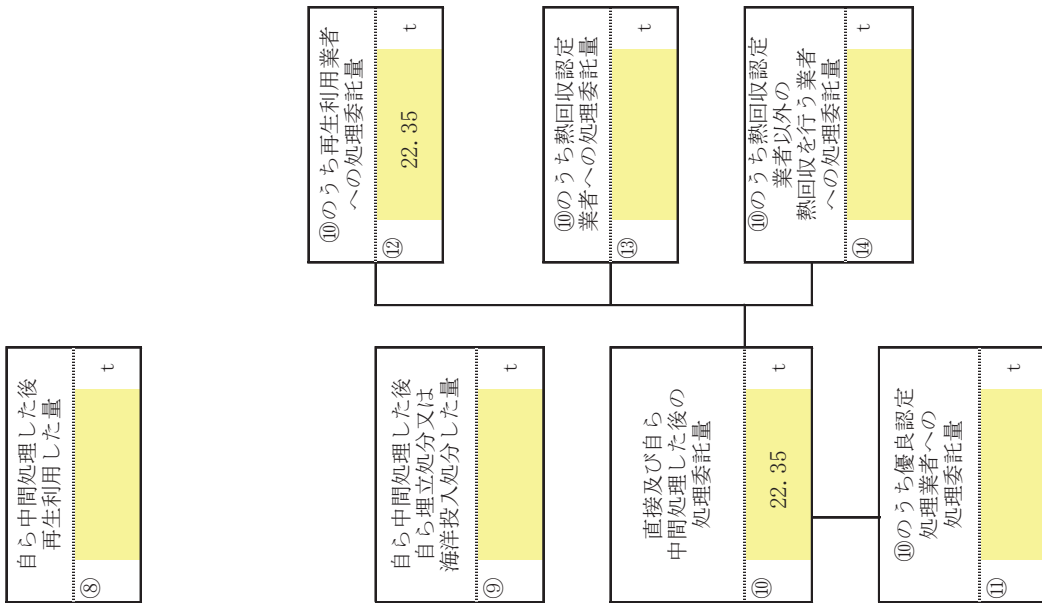 自ら中間処理した後
再生利用した量
⑧
t
自ら中間処理した後
自ら埋立処分又は
海洋投入処分した量
⑨
t
直接及び自ら
中間処理した後の
処理委託量
⑩
22.35
t
⑩のうち優良認定
処理業者への
処理委託量
⑪
t
⑩のうち再生利用業者
への処理委託量
⑫
22.35
t
⑩のうち熱回収認定
業者への処理委託量
⑬
t
⑩のうち熱回収認定
業者以外の
熱回収を行う業者
への処理委託量
⑭
t